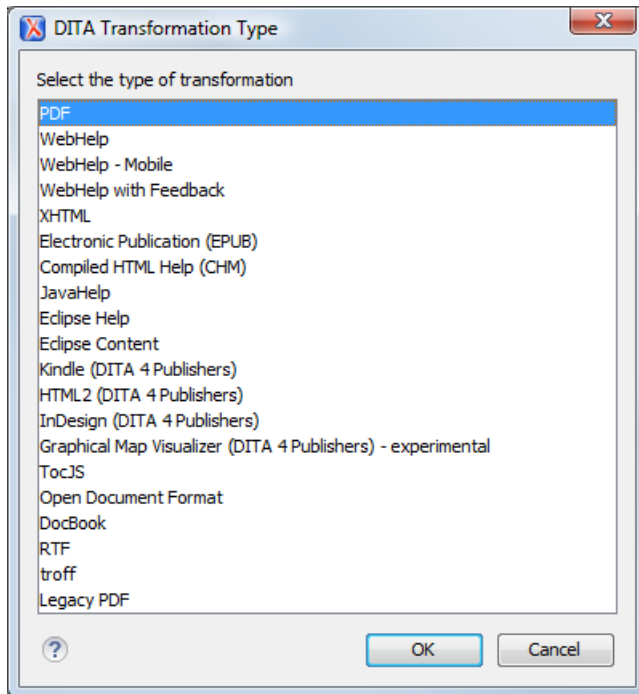 DITA Transformation Type
Select the type of transformation
PDF
WebHelp
WebHelp - Mobile
WebHelp with Feedback
XHTML
Electronic Publication (EPUB)
Compiled HTML Help (CHM)
JavaHelp
Eclipse Help
Eclipse Content
Kindle (DITA 4 Publishers)
HTML2 (DITA 4 Publishers)
InDesign (DITA 4 Publishers)
Graphical Map Visualizer (DITA 4 Publishers) - experimental
TocJS
Open Document Format
DocBook
RTF
troff
Legacy PDF
? OK Cancel